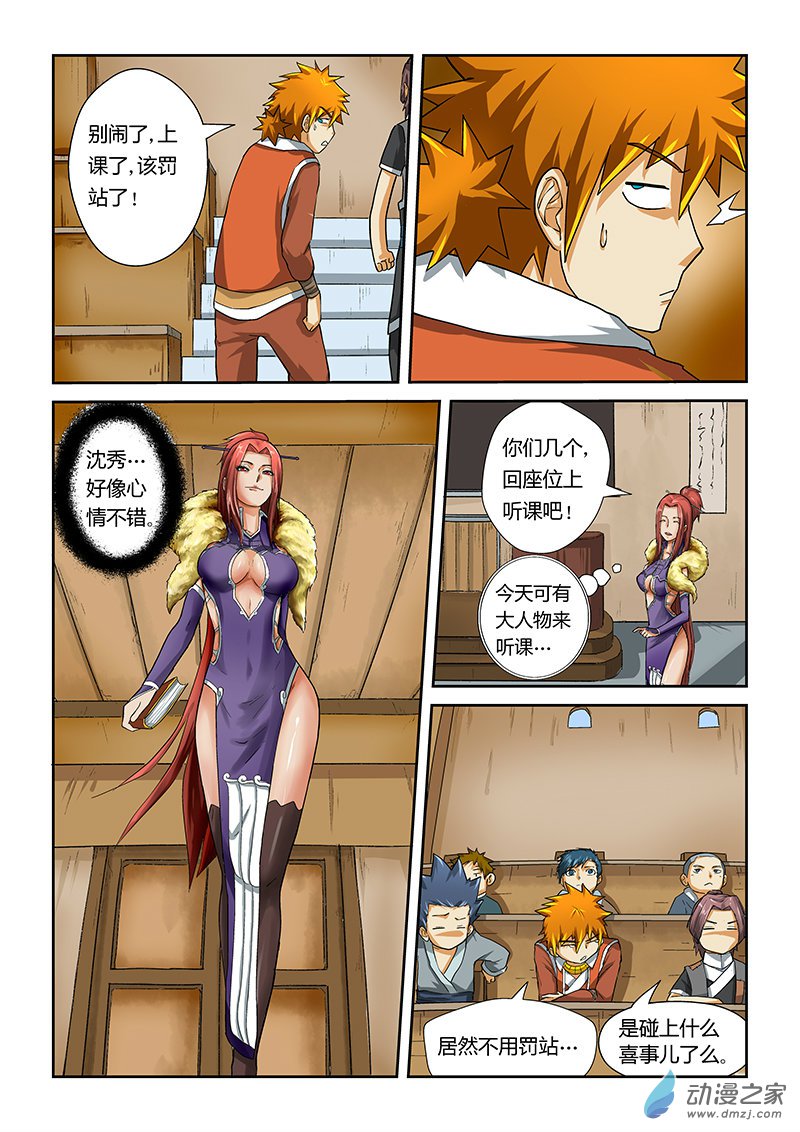 别闹了，上
课了，该罚
站了！
沈秀…
好像心
情不错。
你们几个，
回座位上
听课吧！
今天可有
大人物来
听课…
居然不用罚站…
是碰上什么
喜事儿了么。
动漫之家
www.dmzj.com